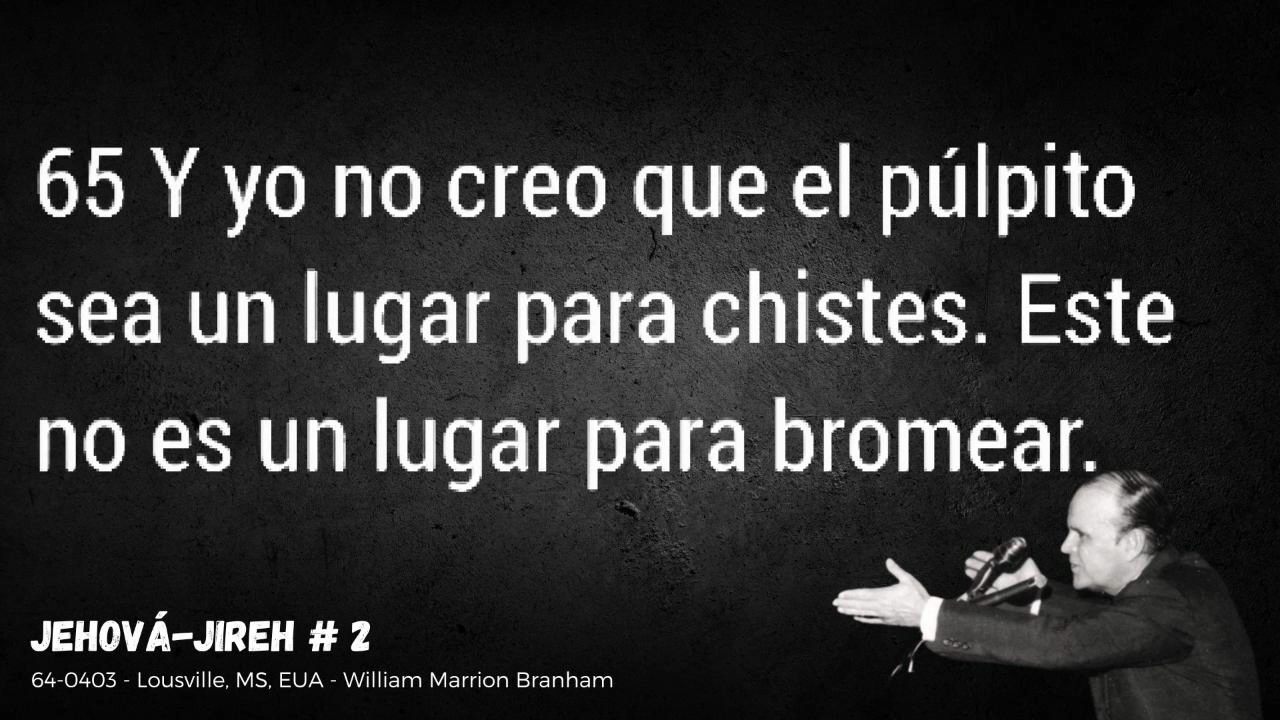 65 Y yo no creo que el púlpito
sea un lugar para chistes. Este
no es un lugar para bromear.
JEHOVÁ-JIREH # 2
64-0403 - Lousville, MS, EUA - William Marrion Branham